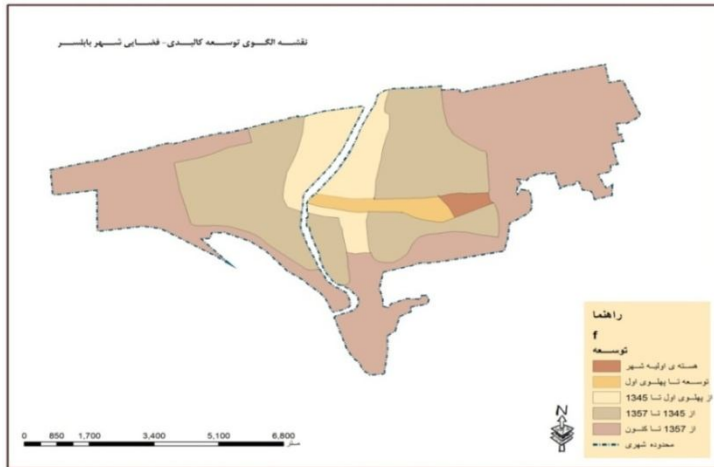 نقشه الگوی توسعه کالبدی - فضایی شهر بابلسر
راهنما
f
توسعه
هسته ی اولیه شهر
توسعه تا پهلوی اول
از پهلوی اول تا 1345
از 1345 تا 1357
از 1357 تا کنون
محدوده شهری
N
0 850 1,700 3,400 5,100 6,800 متر